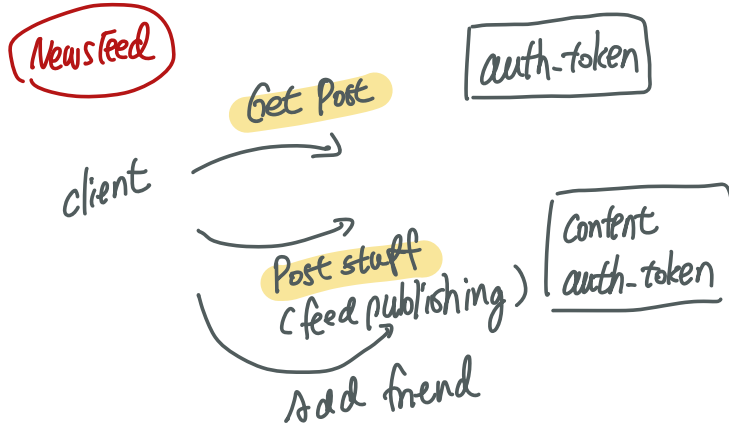 Newsfeed
auth-token
Get Post
client
Post stuff
(feed publishing)
content
auth-token
Add friend